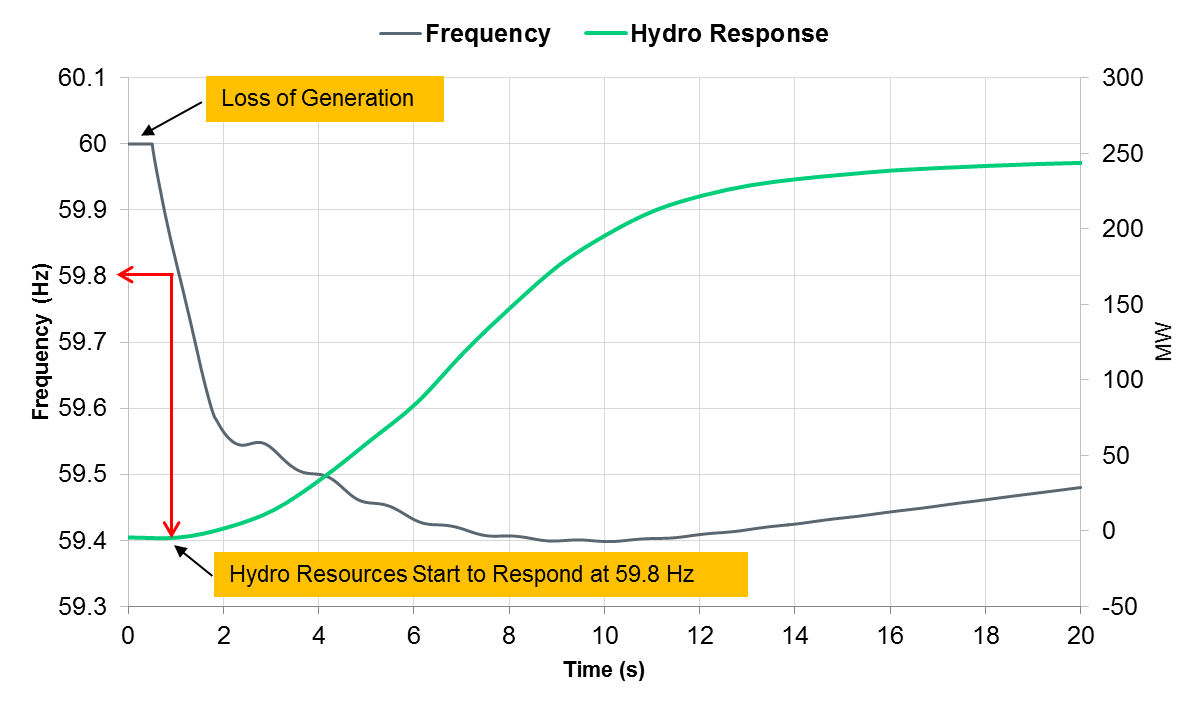 Frequency
Hydro Response
60.1
60
59.9
59.8
59.7
59.6
59.5
59.4
59.3
Frequency (Hz)
Loss of Generation
Hydro Resources Start to Respond at 59.8 Hz
300
250
200
150
100
50
0
-50
MW
0 2 4 6 8 10 12 14 16 18 20
Time (s)